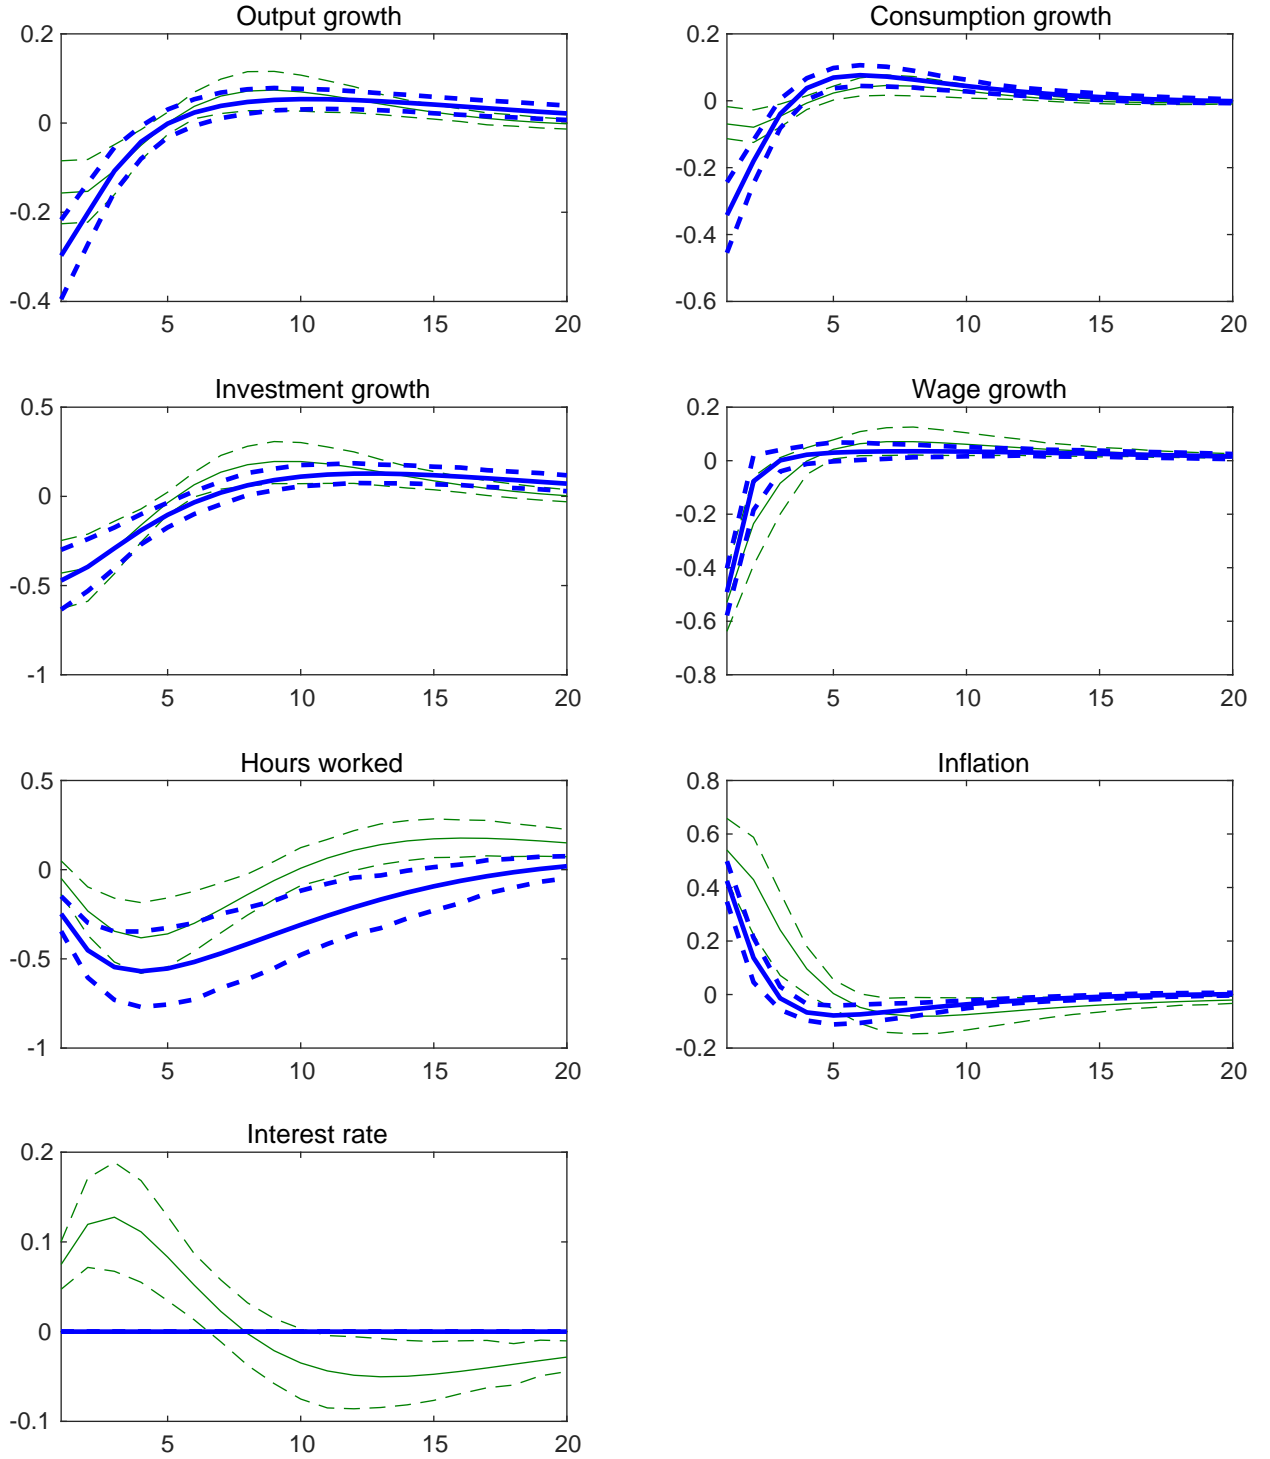 Output growth
0.2
0
-0.2
-0.4
5 10 15 20
Consumption growth
0.2
0
-0.2
-0.4
-0.6
5 10 15 20
Investment growth
0.5
0
-0.5
-1
5 10 15 20
Wage growth
0.2
0
-0.2
-0.4
-0.6
-0.8
5 10 15 20
Hours worked
0.5
0
-0.5
-1
5 10 15 20
Inflation
0.8
0.6
0.4
0.2
0
-0.2
5 10 15 20
Interest rate
0.2
0.1
0
-0.1
5 10 15 20